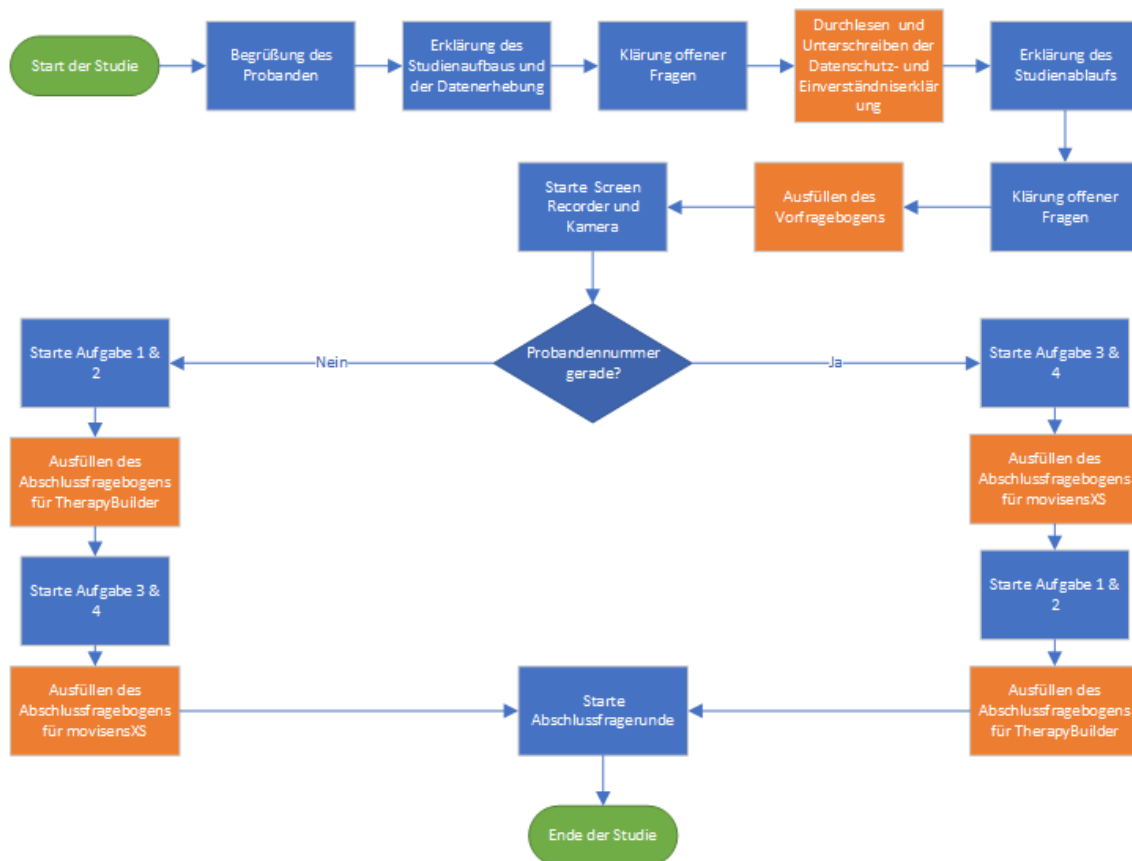 Start der Studie
Begrüßung des
Probanden
Erklärung des
Studienaufbaus und
der Datenerhebung
Klärung offener
Fragen
Durchlesen und
Unterschreiben der
Datenschutz- und
Einverständniserklär
ung
Erklärung des
Studienablaufs
Klärung offener
Fragen
Ausfüllen des
Vorfragebogens
Starte Screen
Recorder und
Kamera
Probandennummer
gerade?
Nein
Ja
Starte Aufgabe 1 &
2
Ausfüllen des
Abschlussfragebogens
für TherapyBuilder
Starte Aufgabe 3 &
4
Ausfüllen des
Abschlussfragebogens
für movisensXS
Starte Aufgabe 3 &
4
Ausfüllen des
Abschlussfragebogens
für movisensXS
Starte Aufgabe 1 &
2
Ausfüllen des
Abschlussfragebogens
für TherapyBuilder
Starte
Abschlussfragerunde
Ende der Studie